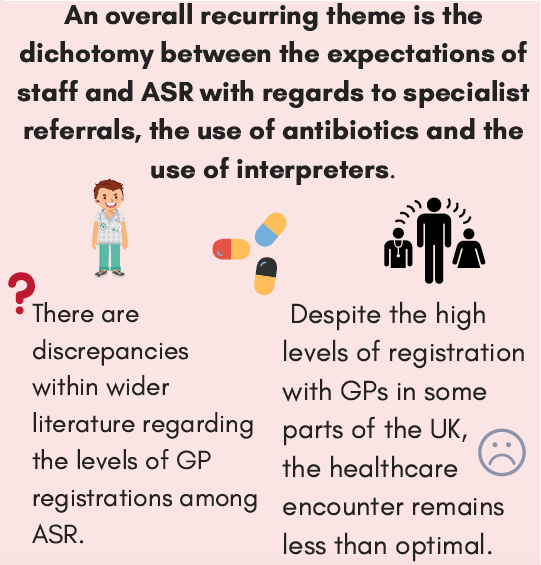 An overall recurring theme is the
dichotomy between the expectations of
staff and ASR with regards to specialist
referrals, the use of antibiotics and the
use of interpreters.
?
There are
discrepancies
within wider
literature regarding
the levels of GP
registrations among
ASR.
Despite the high
levels of registration
with GPs in some
parts of the UK,
the healthcare
encounter remains
less than optimal.